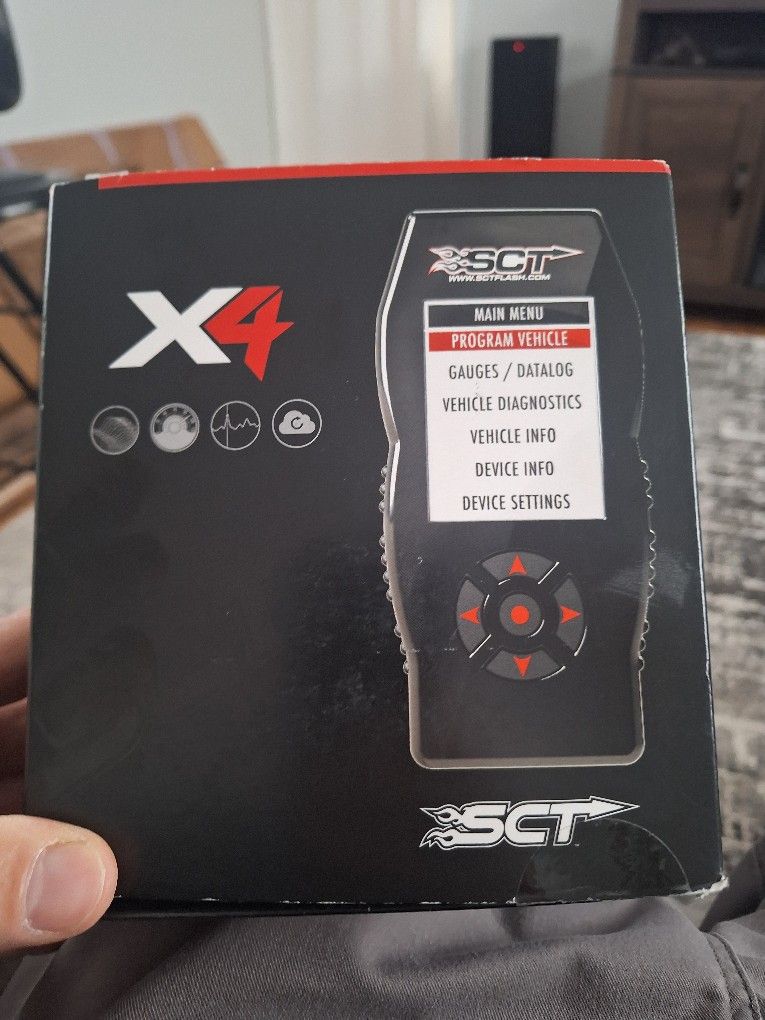 X4
SCT
WWW.SCTFLASH.COM
MAIN MENU
PROGRAM VEHICLE
GAUGES / DATALOG
VEHICLE DIAGNOSTICS
VEHICLE INFO
DEVICE INFO
DEVICE SETTINGS
SCT